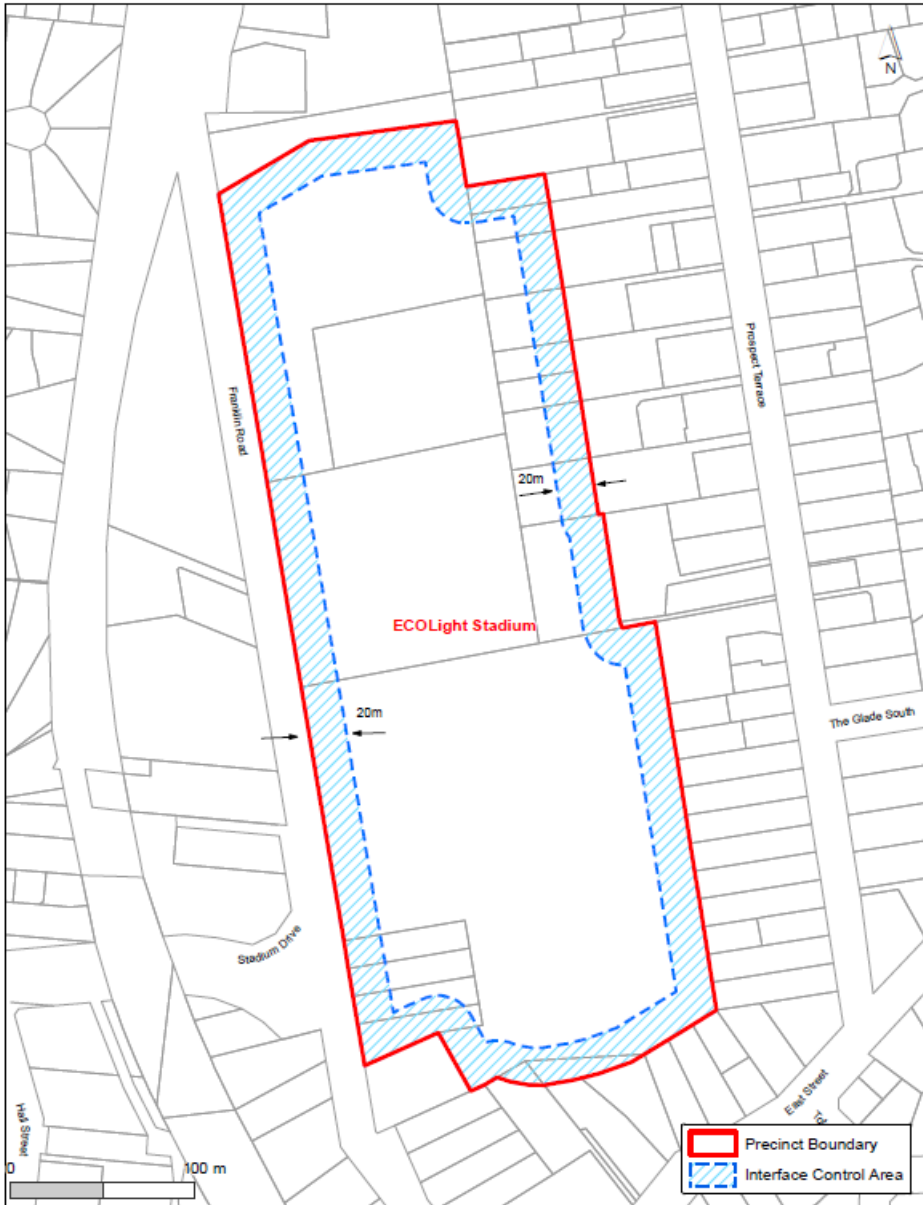 N
Prospect Terrace
Franklin Road
20m
ECOLight Stadium
20m
The Glade South
Stadium Drive
East Street
Hall Street
Precinct Boundary
Interface Control Area
0
100 m